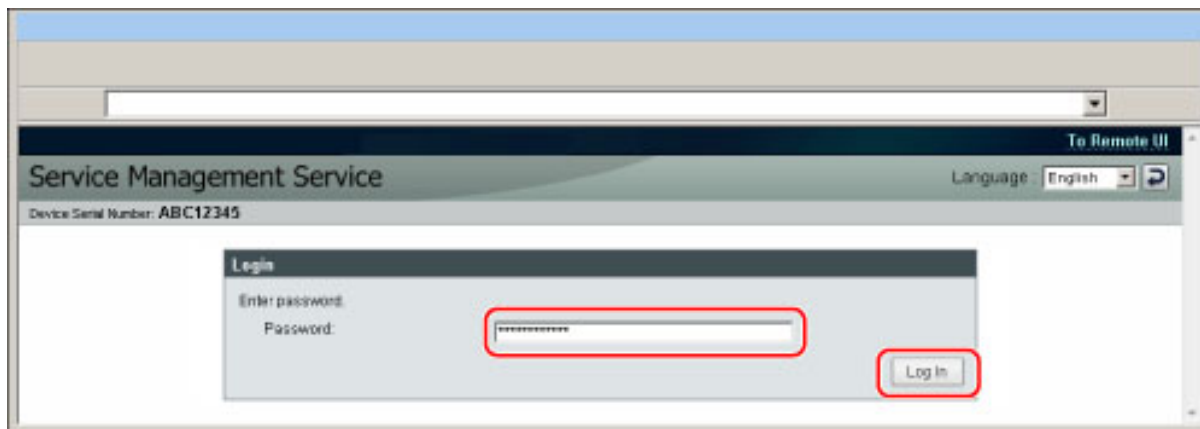 To Remote UI
Service Management Service
Language : English
Device Serial Number: ABC12345
Login
Enter password.
Password:
************
Log In